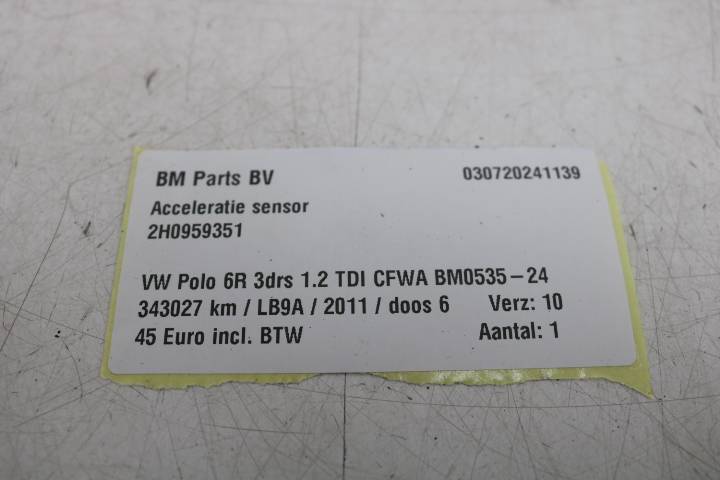 BM Parts BV 030720241139
Acceleratie sensor
2H0959351
VW Polo 6R 3drs 1.2 TDI CFWA BM0535-24
343027 km / LB9A / 2011 / doos 6 Verz: 10
45 Euro incl. BTW Aantal: 1